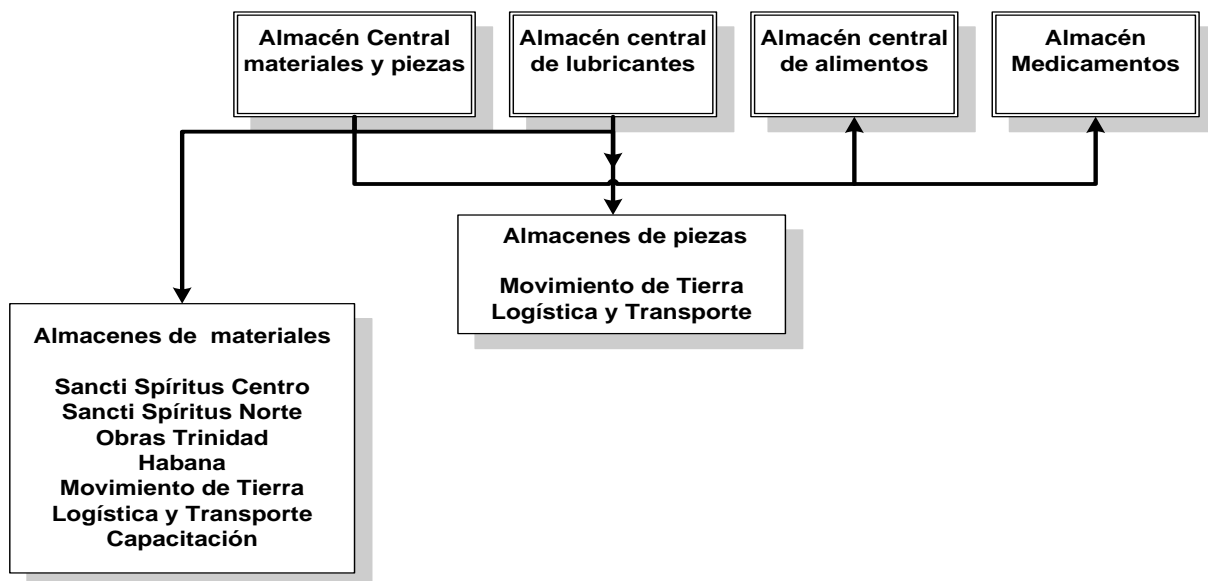 Almacén Central
materiales y piezas
Almacén central
de lubricantes
Almacén central
de alimentos
Almacén
Medicamentos
Almacenes de piezas
Movimiento de Tierra
Logística y Transporte
Almacenes de materiales
Sancti Spíritus Centro
Sancti Spíritus Norte
Obras Trinidad
Habana
Movimiento de Tierra
Logística y Transporte
Capacitación